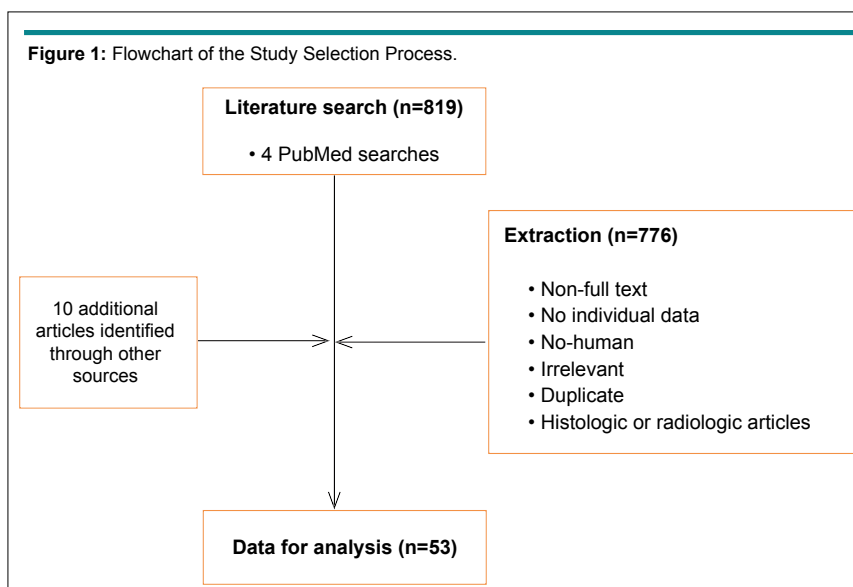 Figure 1: Flowchart of the Study Selection Process.
Literature search (n=819)
• 4 PubMed searches
10 additional
articles identified
through other
sources
Extraction (n=776)
• Non-full text
• No individual data
• No-human
• Irrelevant
• Duplicate
• Histologic or radiologic articles
Data for analysis (n=53)